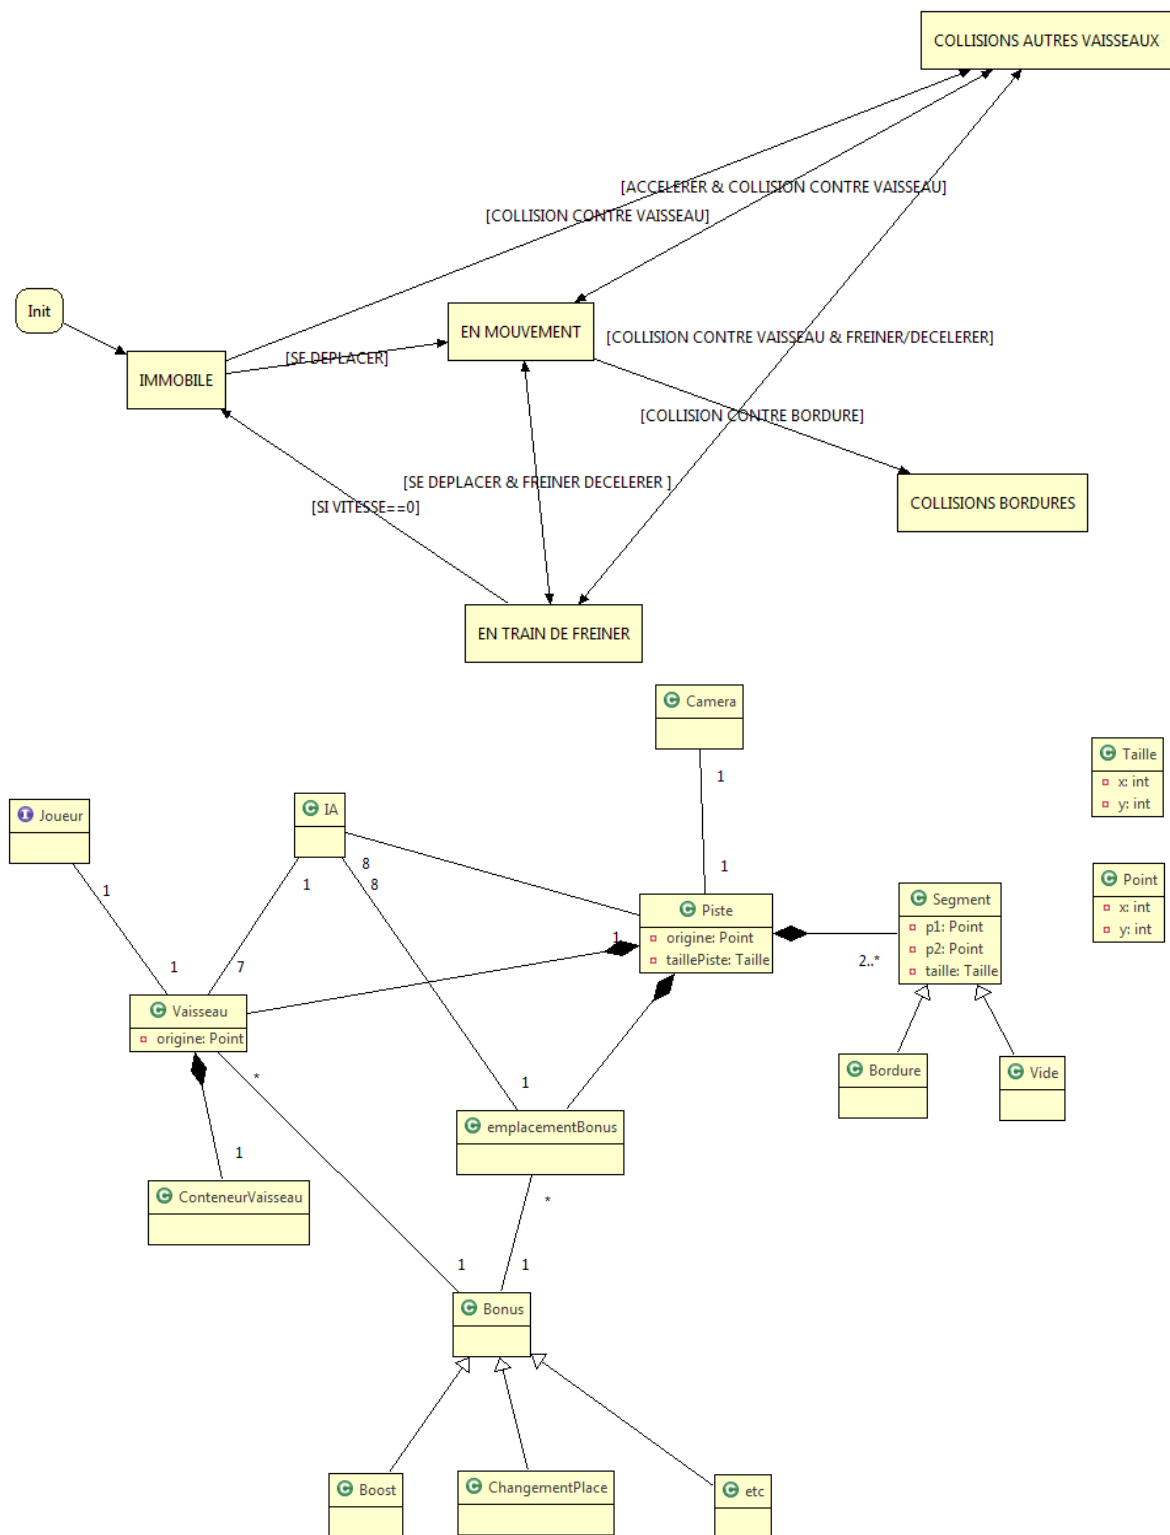 COLLISIONS AUTRES VAISSEAUX
[ACCELERER & COLLISION CONTRE VAISSEAU]
[COLLISION CONTRE VAISSEAU]
Init
EN MOUVEMENT
[COLLISION CONTRE VAISSEAU & FREINER/DECELERER]
[SE DEPLACER]
IMMOBILE
[COLLISION CONTRE BORDURE]
[SE DEPLACER & FREINER DECELERER ]
[SI VITESSE==0]
COLLISIONS BORDURES
EN TRAIN DE FREINER
C Camera
1
1
C Taille
x: int
y: int
I Joueur
C IA
1
1
8
8
C Point
x: int
y: int
C Piste
origine: Point
taillePiste: Taille
1
C Segment
p1: Point
p2: Point
taille: Taille
2..*
1
7
C Vaisseau
origine: Point
*
C Bordure
C Vide
1
C emplacementBonus
*
1
C ConteneurVaisseau
1
1
C Bonus
C Boost
C ChangementPlace
C etc